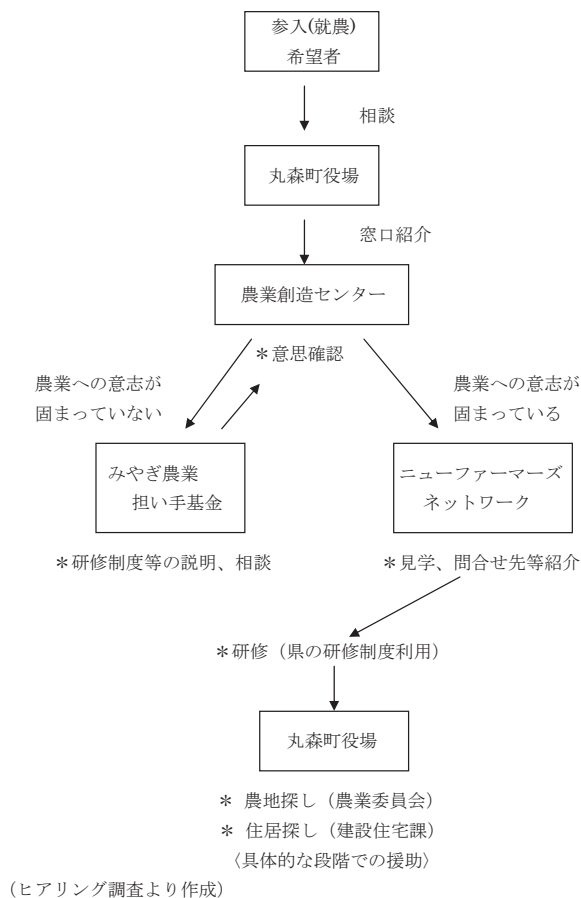 参入(就農)
希望者
相談
丸森町役場
窓口紹介
農業創造センター
＊意思確認
農業への意志が
固まっていない
農業への意志が
固まっている
みやぎ農業
担い手基金
ニューファーマーズ
ネットワーク
＊研修制度等の説明、相談
＊見学、問合せ先等紹介
＊研修（県の研修制度利用）
丸森町役場
＊ 農地探し（農業委員会）
＊ 住居探し（建設住宅課）
〈具体的な段階での援助〉
（ヒアリング調査より作成）